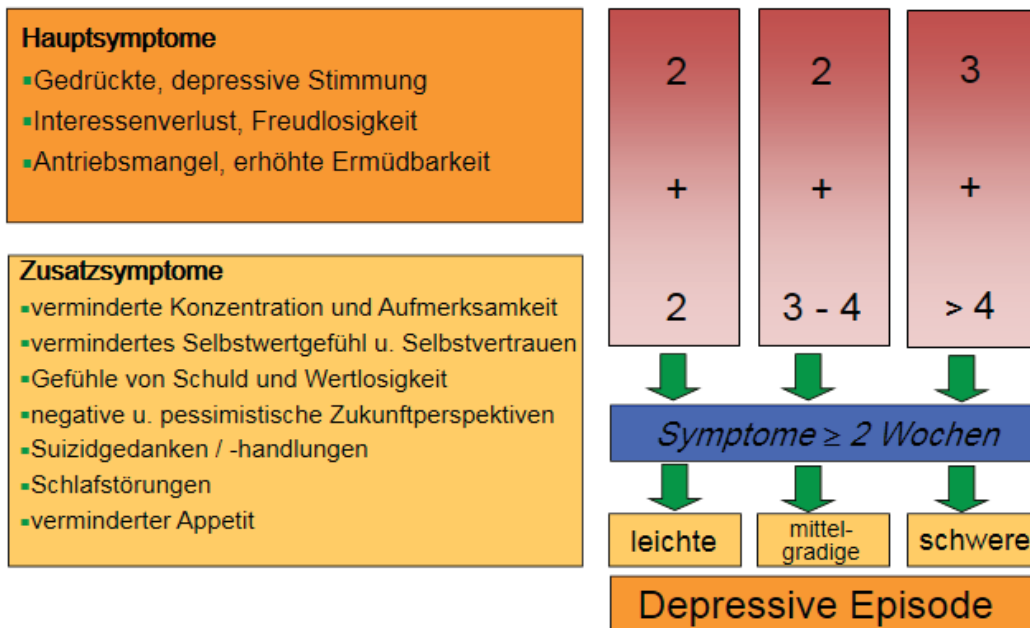 Hauptsymptome
▪Gedrückte, depressive Stimmung
▪Interessenverlust, Freudlosigkeit
▪Antriebsmangel, erhöhte Ermüdbarkeit
Zusatzsymptome
▪verminderte Konzentration und Aufmerksamkeit
▪vermindertes Selbstwertgefühl u. Selbstvertrauen
▪Gefühle von Schuld und Wertlosigkeit
▪negative u. pessimistische Zukunftperspektiven
▪Suizidgedanken / -handlungen
▪Schlafstörungen
▪verminderter Appetit
2 2 3
+ + +
2 3 - 4 > 4
Symptome ≥ 2 Wochen
leichte
mittel-
gradige
schwere
Depressive Episode